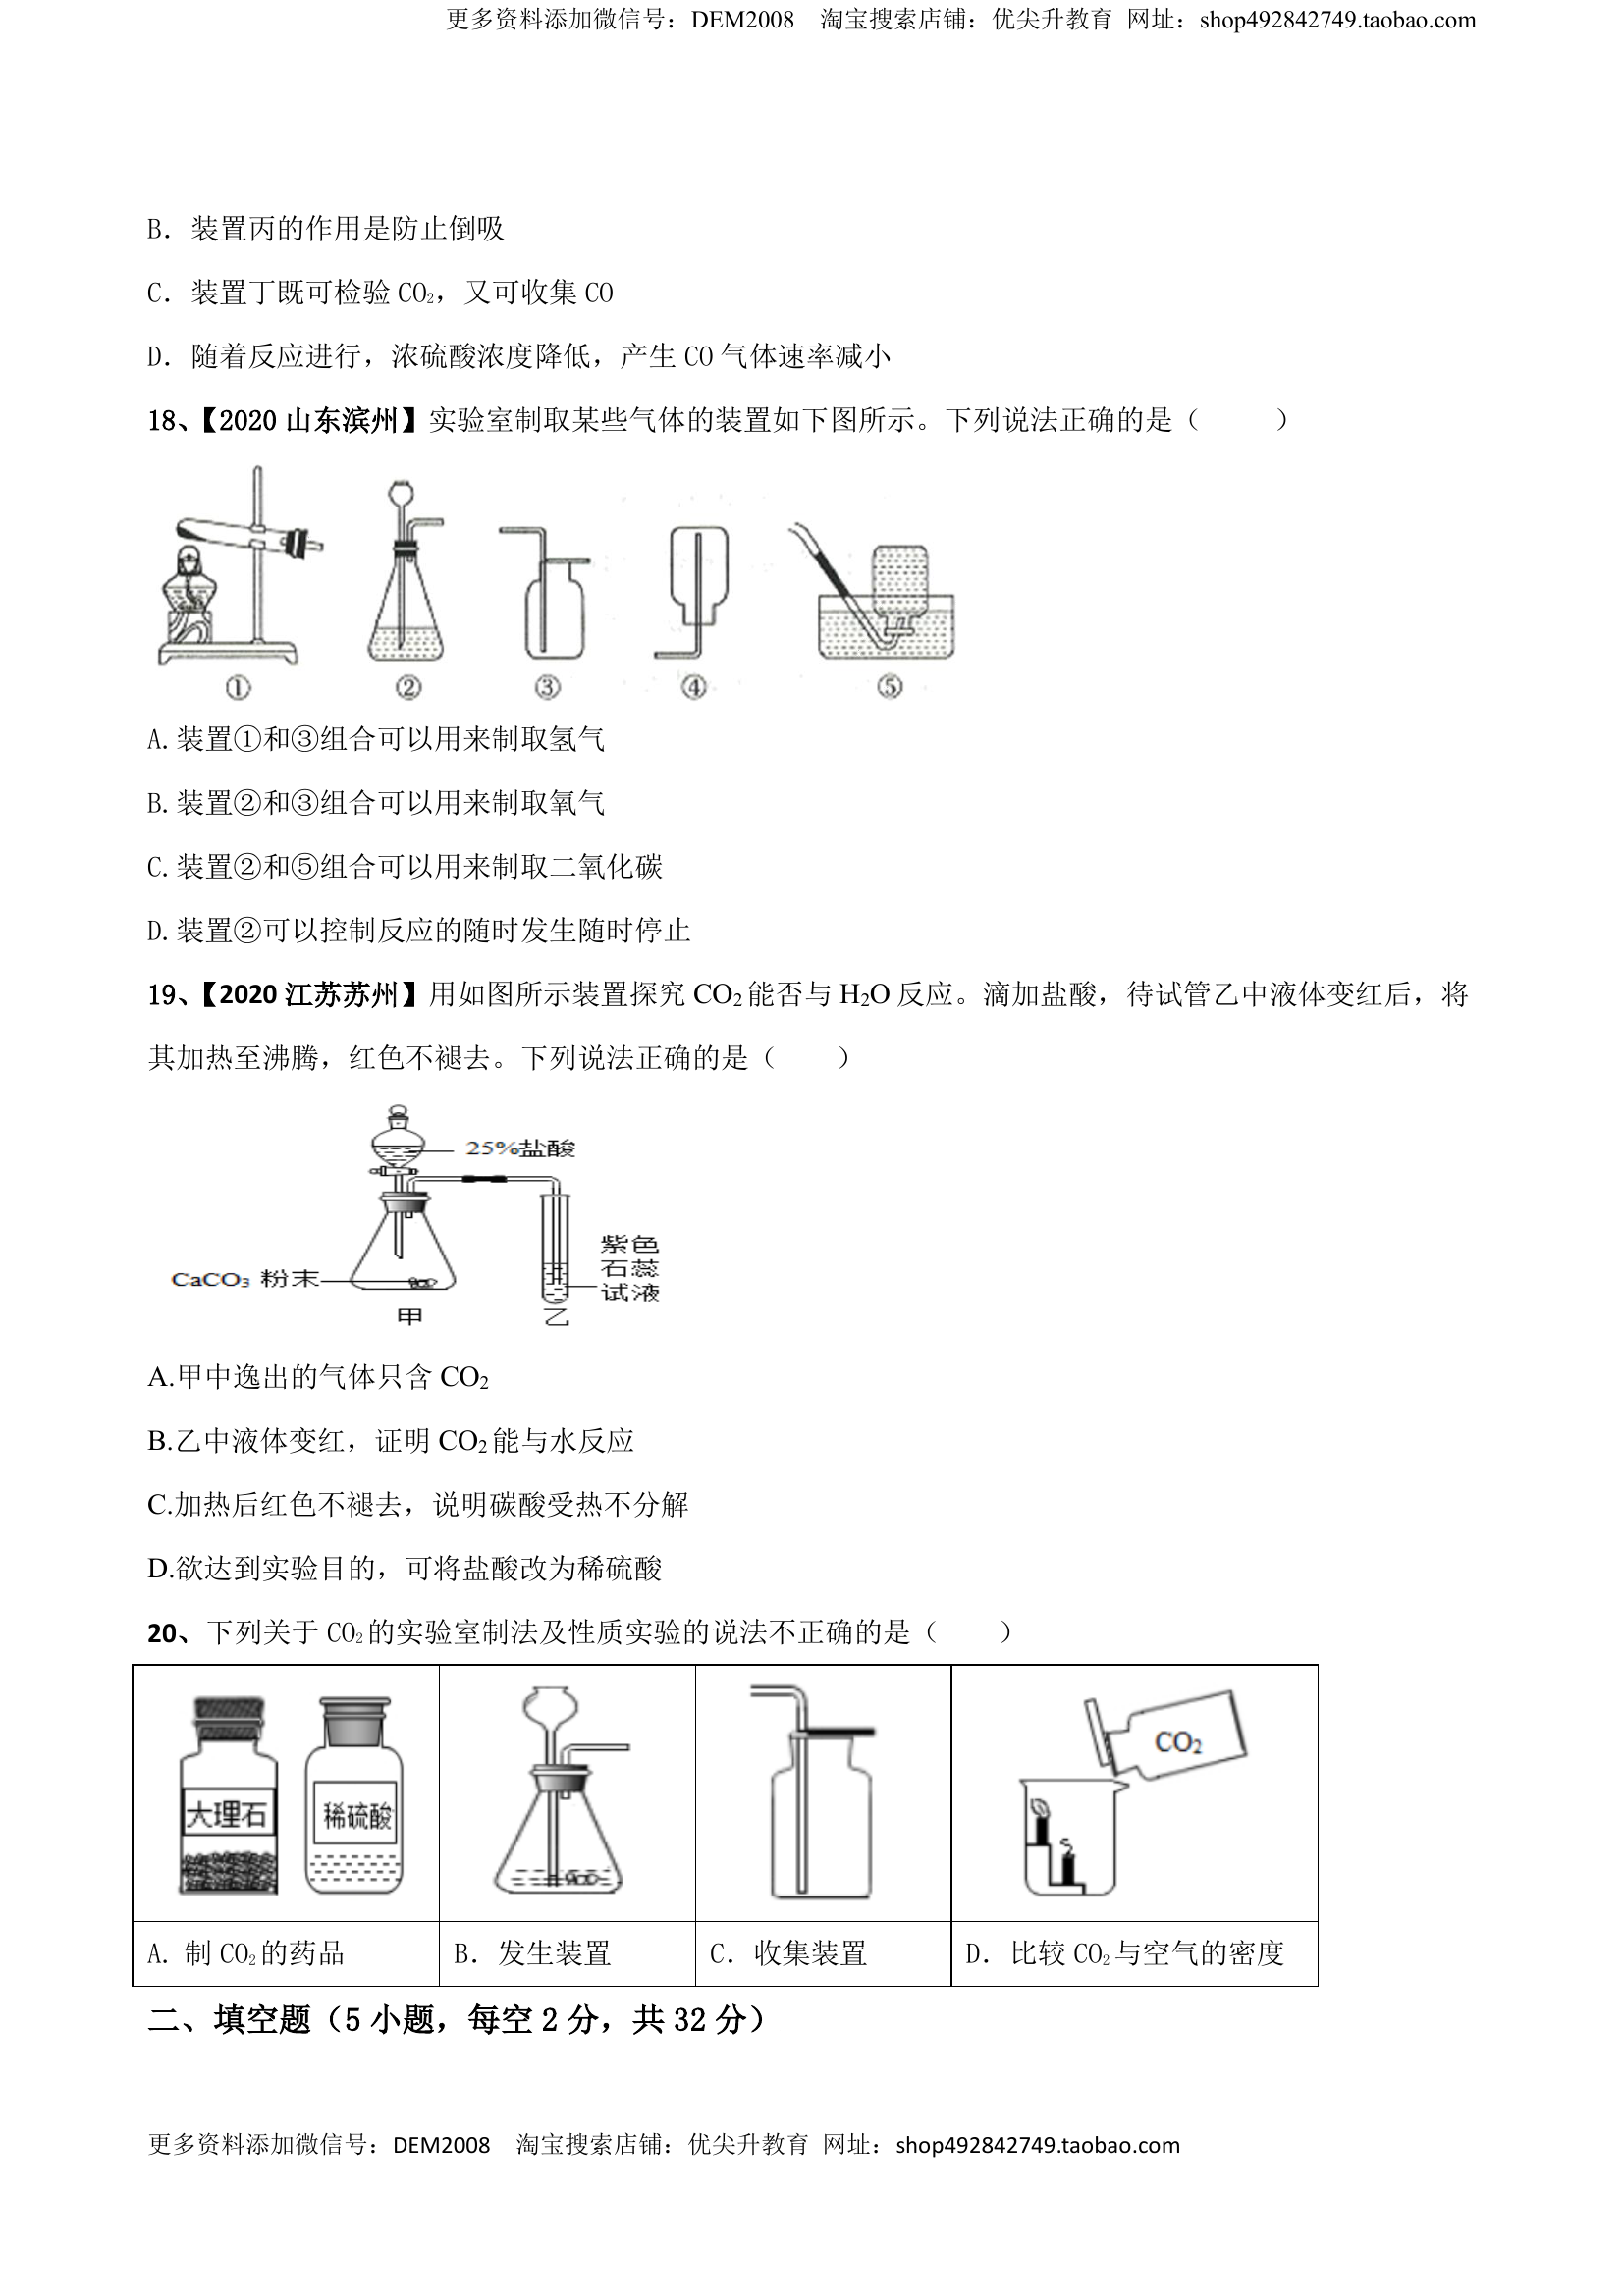 更多资料添加微信号：DEM2008 淘宝搜索店铺：优尖升教育 网址：shop492842749.taobao.com
B．装置丙的作用是防止倒吸
C．装置丁既可检验 CO₂，又可收集 CO
D．随着反应进行，浓硫酸浓度降低，产生 CO 气体速率减小
18、【2020 山东滨州】实验室制取某些气体的装置如下图所示。下列说法正确的是（ ）
① ② ③ ④ ⑤
A.装置①和③组合可以用来制取氢气
B.装置②和③组合可以用来制取氧气
C.装置②和⑤组合可以用来制取二氧化碳
D.装置②可以控制反应的随时发生随时停止
19、【2020 江苏苏州】用如图所示装置探究 CO₂能否与 H₂O 反应。滴加盐酸，待试管乙中液体变红后，将
其加热至沸腾，红色不褪去。下列说法正确的是（ ）
25%盐酸
紫色
石蕊
试液
CaCO₃ 粉末
甲 乙
A.甲中逸出的气体只含 CO₂
B.乙中液体变红，证明 CO₂能与水反应
C.加热后红色不褪去，说明碳酸受热不分解
D.欲达到实验目的，可将盐酸改为稀硫酸
20、下列关于 CO₂的实验室制法及性质实验的说法不正确的是（ ）
大理石 稀硫酸 CO₂
A．制 CO₂的药品 B．发生装置 C．收集装置 D．比较 CO₂与空气的密度
二、填空题（5 小题，每空 2 分，共 32 分）
更多资料添加微信号：DEM2008 淘宝搜索店铺：优尖升教育 网址：shop492842749.taobao.com